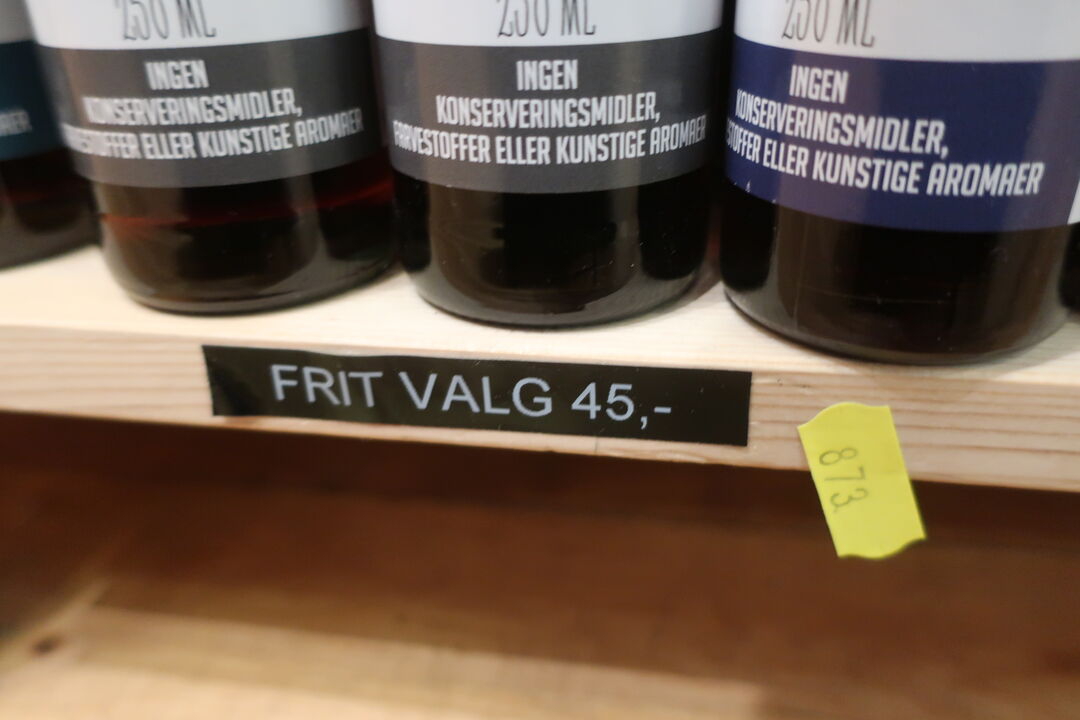 250 ML
INGEN
KONSERVERINGSMIDLER,
ELLER KUNSTIGE AROMAER
250 ML
INGEN
KONSERVERINGSMIDLER,
FARVESTOFFER ELLER KUNSTIGE AROMAER
250 ML
INGEN
KONSERVERINGSMIDLER,
STOFFER ELLER KUNSTIGE AROMAER
FRIT VALG 45,-
873